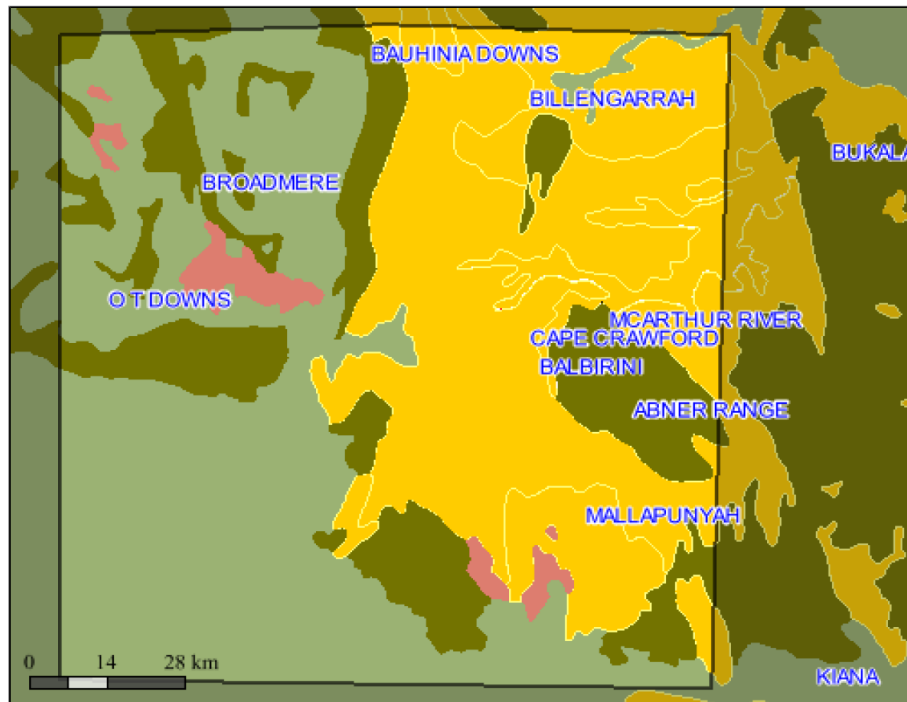 BAUHINIA DOWNS
BILLENGARRAH
BUKALA
BROADMERE
O T DOWNS
MCARTHUR RIVER
CAPE CRAWFORD
BALBIRINI
ABNER RANGE
MALLAPUNYAH
0 14 28 km
KIANA